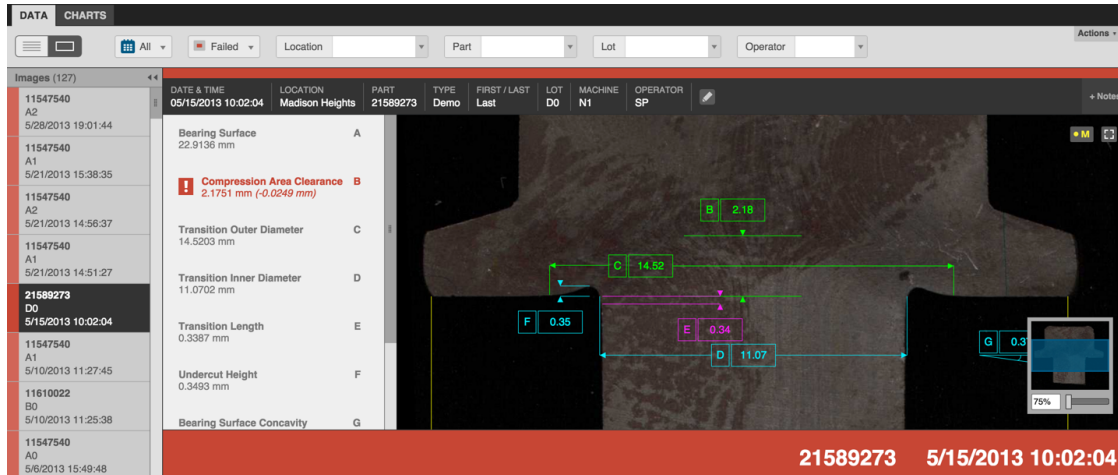 DATA CHARTS
All Failed Location Part Lot Operator Actions
Images (127)
11547540
A2
5/28/2013 19:01:44
11547540
A1
5/21/2013 15:38:35
11547540
A2
5/21/2013 14:56:37
11547540
A1
5/21/2013 14:51:27
21589273
D0
5/15/2013 10:02:04
11547540
A1
5/10/2013 11:27:45
11610022
B0
5/10/2013 11:25:38
11547540
A0
5/6/2013 15:49:48
DATE & TIME LOCATION PART TYPE FIRST / LAST LOT MACHINE OPERATOR
05/15/2013 10:02:04 Madison Heights 21589273 Demo Last D0 N1 SP
+ Notes
Bearing Surface A
22.9136 mm
! Compression Area Clearance B
2.1751 mm (-0.0249 mm)
Transition Outer Diameter C
14.5203 mm
Transition Inner Diameter D
11.0702 mm
Transition Length E
0.3387 mm
Undercut Height F
0.3493 mm
Bearing Surface Concavity G
M
B 2.18
C 14.52
F 0.35
E 0.34
D 11.07
G
75%
21589273 5/15/2013 10:02:04